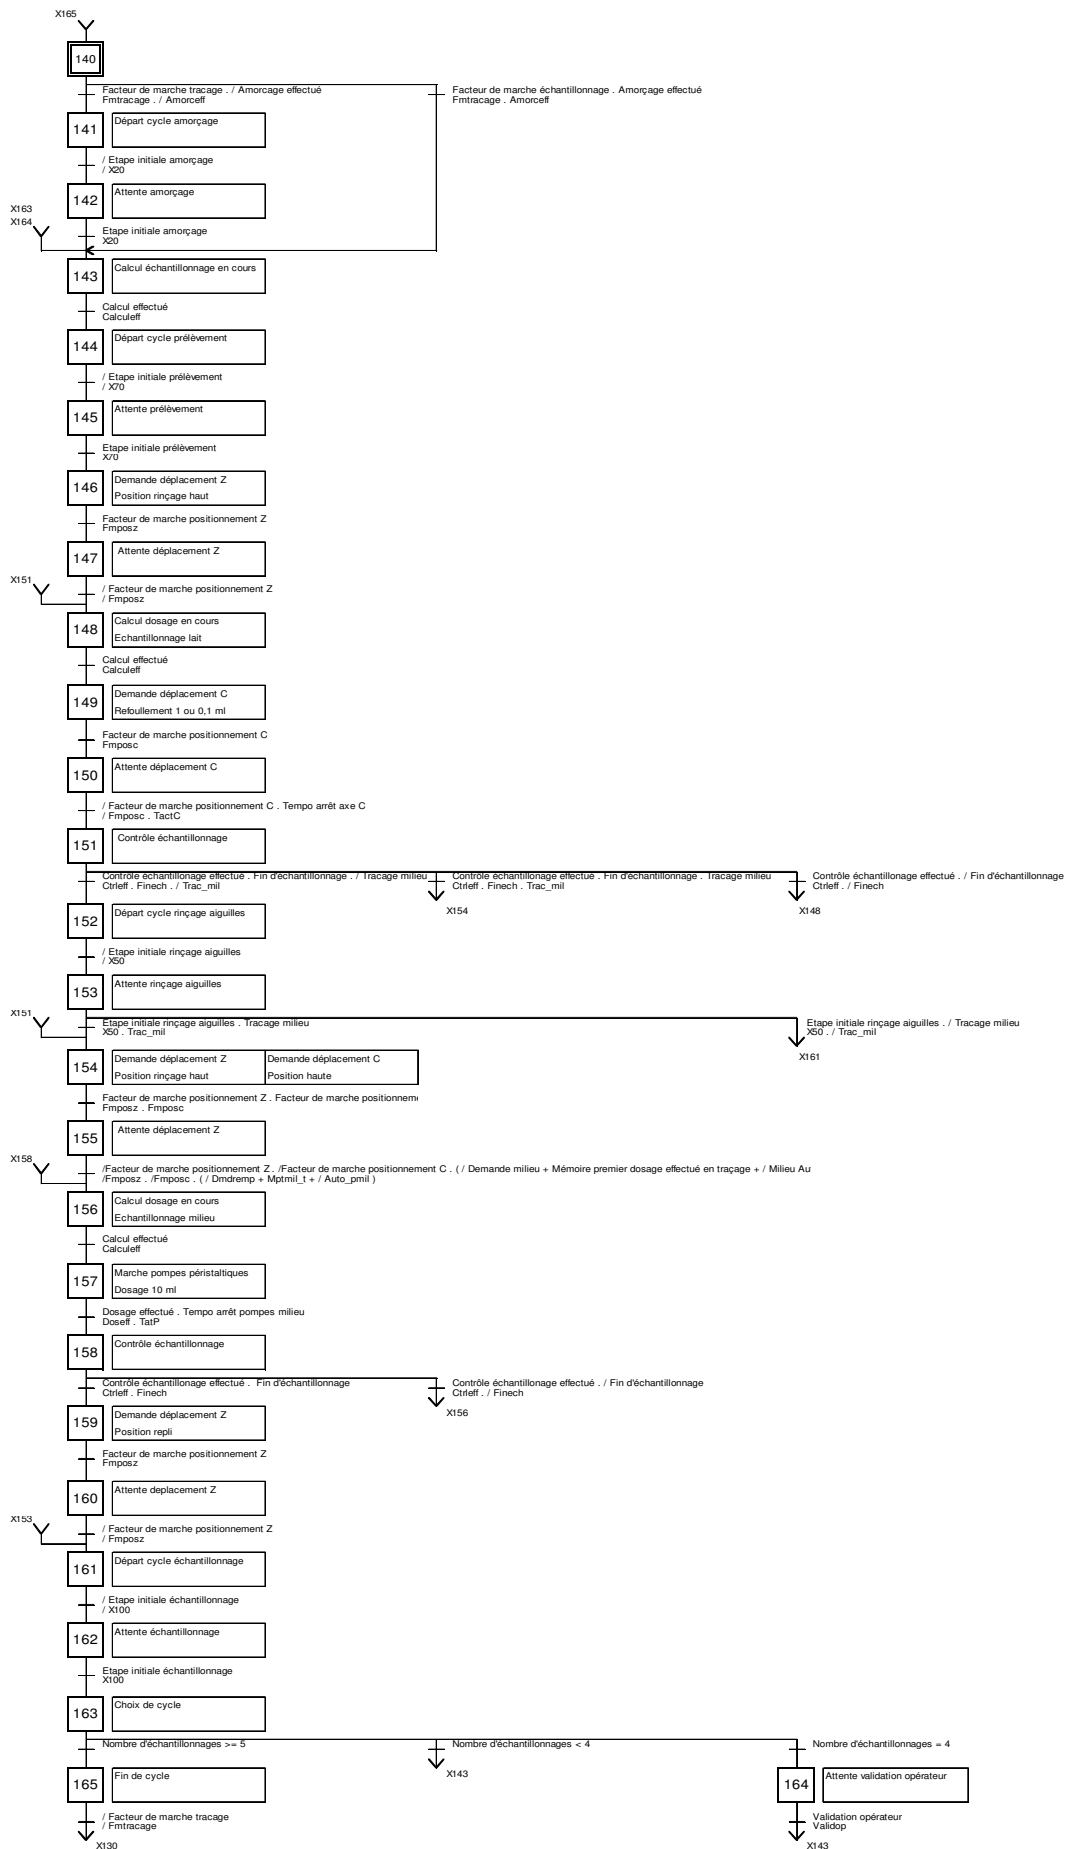 X165
140
Facteur de marche tracage . / Amorcage effectué
Fmtracage . / Amorceff
Facteur de marche échantillonnage . Amorçage effectué
Fmtracage . Amorceff
141
Départ cycle amorçage
/ Etape initiale amorçage
/ X20
142
Attente amorçage
X163
X164
Etape initiale amorçage
X20
143
Calcul échantillonnage en cours
Calcul effectué
Calculeff
144
Départ cycle prélèvement
/ Etape initiale prélèvement
/ X70
145
Attente prélèvement
Etape initiale prélèvement
X70
146
Demande déplacement Z
Position rinçage haut
Facteur de marche positionnement Z
Fmposz
147
Attente déplacement Z
X151
/ Facteur de marche positionnement Z
/ Fmposz
148
Calcul dosage en cours
Echantillonnage lait
Calcul effectué
Calculeff
149
Demande déplacement C
Refoullement 1 ou 0,1 ml
Facteur de marche positionnement C
Fmposc
150
Attente déplacement C
/ Facteur de marche positionnement C . Tempo arrêt axe C
/ Fmposc . TactC
151
Contrôle échantillonnage
Contrôle échantillonage effectué . Fin d'échantillonnage . / Tracage milieu
Ctrleff . Finech . / Trac_mil
Contrôle échantillonage effectué . Fin d'échantillonnage . Tracage milieu
Ctrleff . Finech . Trac_mil
Contrôle échantillonage effectué . / Fin d'échantillonnage
Ctrleff . / Finech
X154
X148
152
Départ cycle rinçage aiguilles
/ Etape initiale rinçage aiguilles
/ X50
153
Attente rinçage aiguilles
X151
Etape initiale rinçage aiguilles . Tracage milieu
X50 . Trac_mil
Etape initiale rinçage aiguilles . / Tracage milieu
X50 . / Trac_mil
X161
154
Demande déplacement Z
Position rinçage haut
Demande déplacement C
Position haute
Facteur de marche positionnement Z . Facteur de marche positionneme
Fmposz . Fmposc
155
Attente déplacement Z
X158
/Facteur de marche positionnement Z . /Facteur de marche positionnement C . ( / Demande milieu + Mémoire premier dosage effectué en traçage + / Milieu Au
/Fmposz . /Fmposc . ( / Dmdremp + Mptmil_t + / Auto_pmil )
156
Calcul dosage en cours
Echantillonnage milieu
Calcul effectué
Calculeff
157
Marche pompes péristaltiques
Dosage 10 ml
Dosage effectué . Tempo arrêt pompes milieu
Doseff . TatP
158
Contrôle échantillonnage
Contrôle échantillonage effectué . Fin d'échantillonnage
Ctrleff . Finech
Contrôle échantillonage effectué . / Fin d'échantillonnage
Ctrleff . / Finech
X156
159
Demande déplacement Z
Position repli
Facteur de marche positionnement Z
Fmposz
160
Attente deplacement Z
X153
/ Facteur de marche positionnement Z
/ Fmposz
161
Départ cycle échantillonnage
/ Etape initiale échantillonnage
/ X100
162
Attente échantillonnage
Etape initiale échantillonnage
X100
163
Choix de cycle
Nombre d'échantillonnages >= 5
Nombre d'échantillonnages < 4
Nombre d'échantillonnages = 4
X143
165
Fin de cycle
164
Attente validation opérateur
/ Facteur de marche tracage
/ Fmtracage
Validation opérateur
Validop
X130
X143